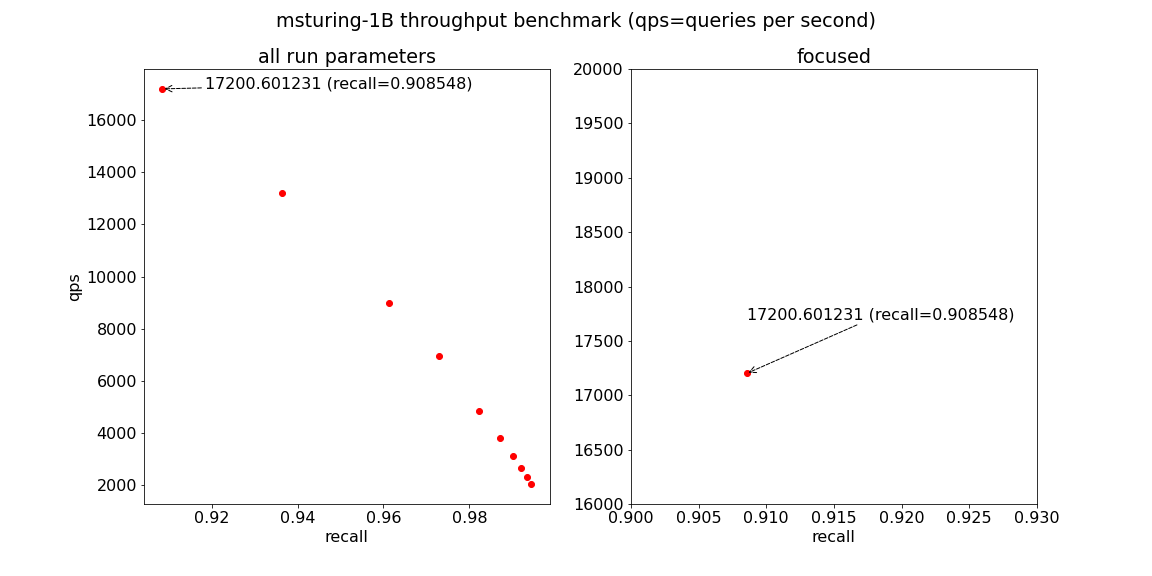 msturing-1B throughput benchmark (qps=queries per second)
all run parameters
17200.601231 (recall=0.908548)
16000
14000
12000
10000
8000
6000
4000
2000
qps
0.92 0.94 0.96 0.98
recall
focused
20000
19500
19000
18500
18000
17500
17000
16500
16000
17200.601231 (recall=0.908548)
0.900 0.905 0.910 0.915 0.920 0.925 0.930
recall